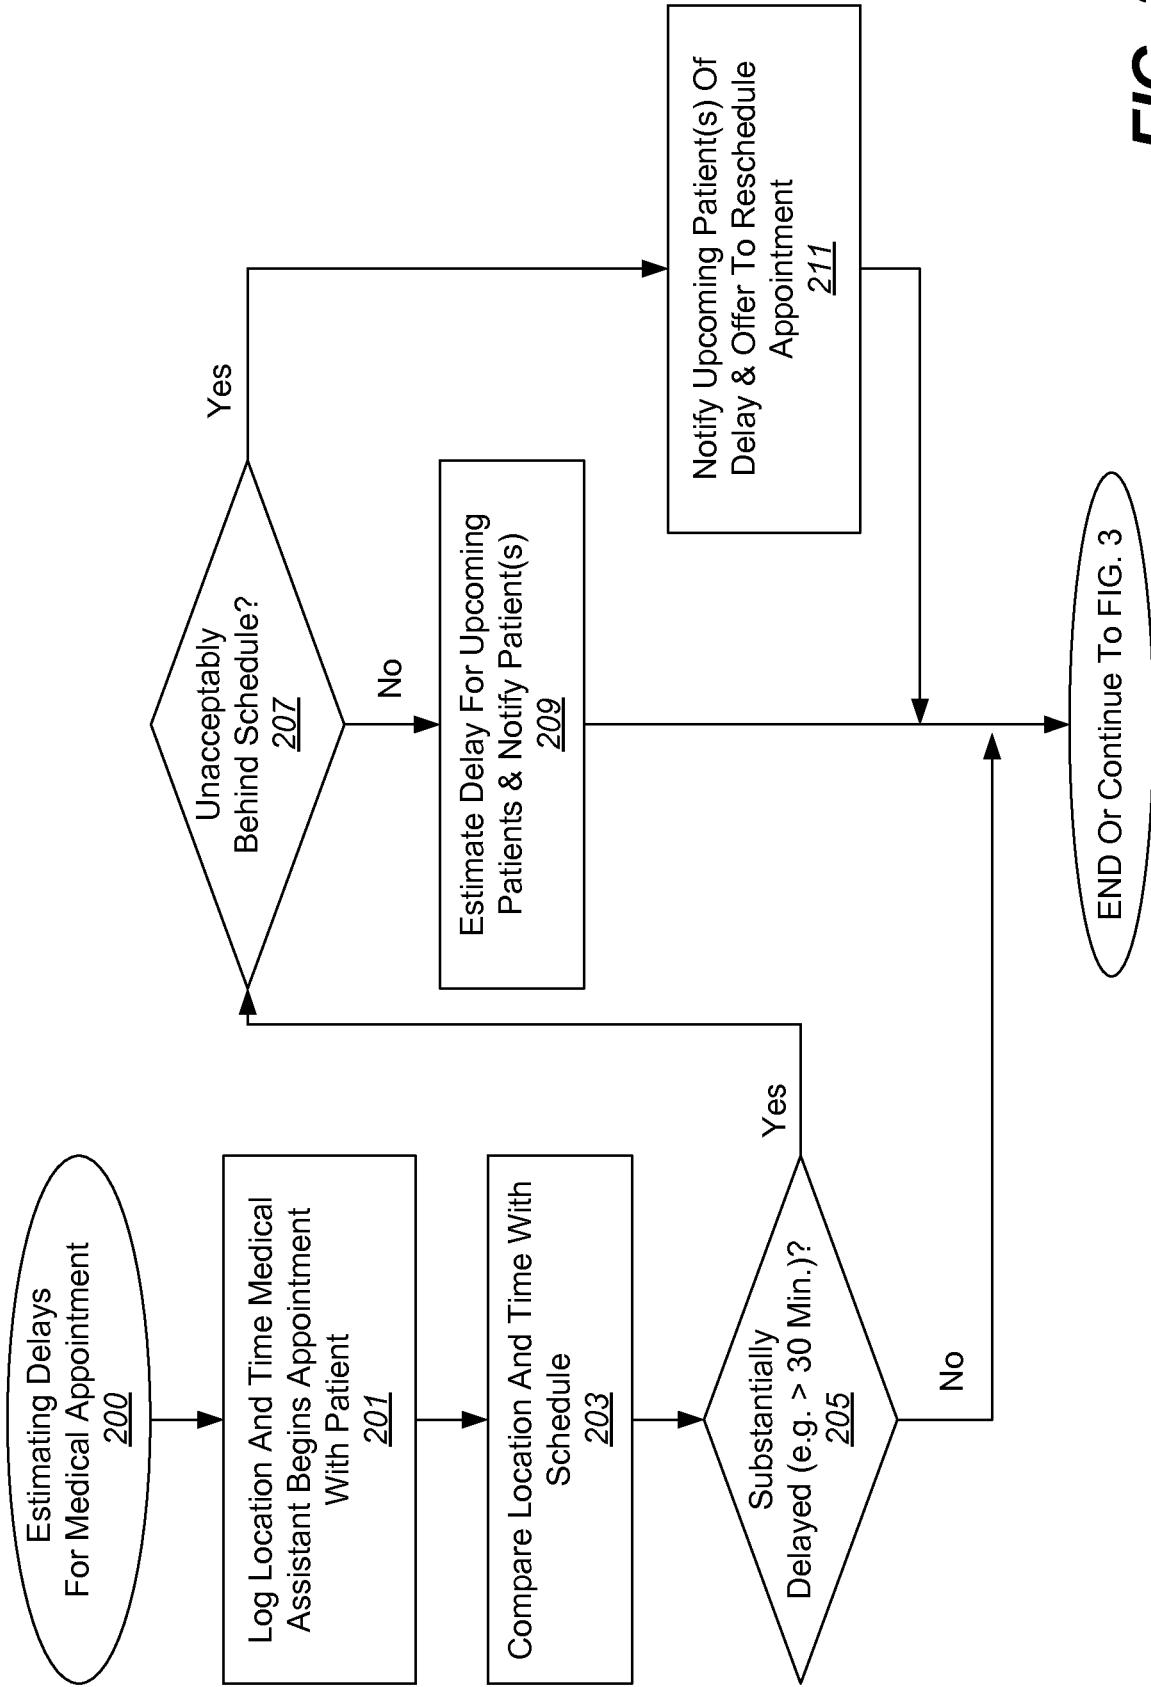 Estimating Delays
For Medical Appointment
200
Log Location And Time Medical
Assistant Begins Appointment
With Patient
201
Compare Location And Time With
Schedule
203
Substantially
Delayed (e.g. > 30 Min.)?
205
Yes
No
Unacceptably
Behind Schedule?
207
Yes
No
Estimate Delay For Upcoming
Patients & Notify Patient(s)
209
Notify Upcoming Patient(s) Of
Delay & Offer To Reschedule
Appointment
211
END Or Continue To FIG. 3
FIG.